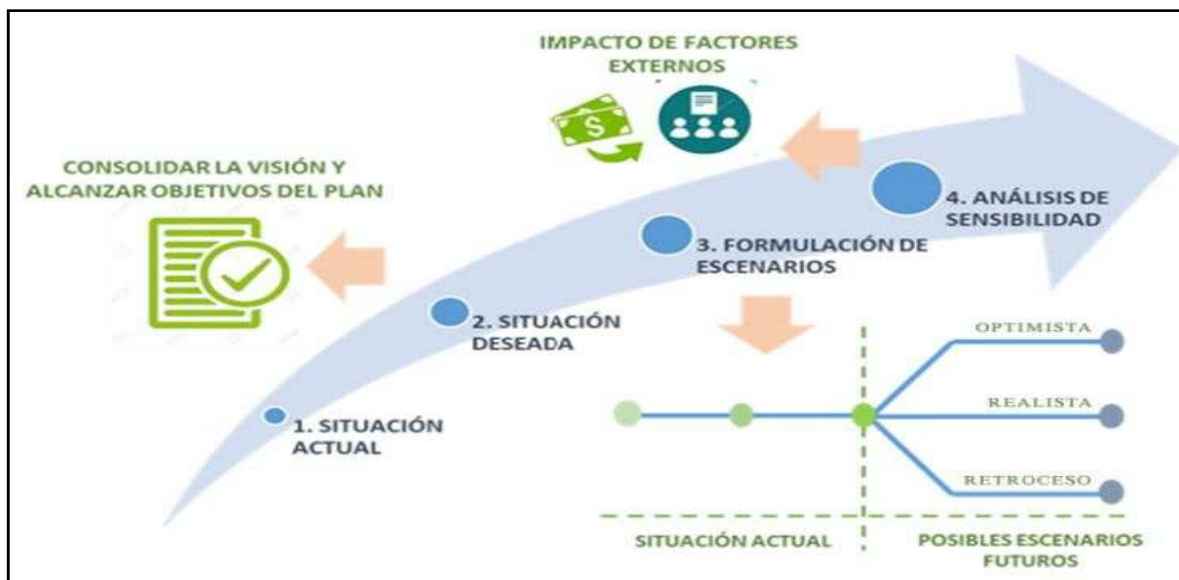 IMPACTO DE FACTORES
EXTERNOS
$
CONSOLIDAR LA VISIÓN Y
ALCANZAR OBJETIVOS DEL PLAN
4. ANÁLISIS DE
SENSIBILIDAD
3. FORMULACIÓN DE
ESCENARIOS
2. SITUACIÓN
DESEADA
1. SITUACIÓN
ACTUAL
OPTIMISTA
REALISTA
RETROCESO
SITUACIÓN ACTUAL
POSIBLES ESCENARIOS
FUTUROS